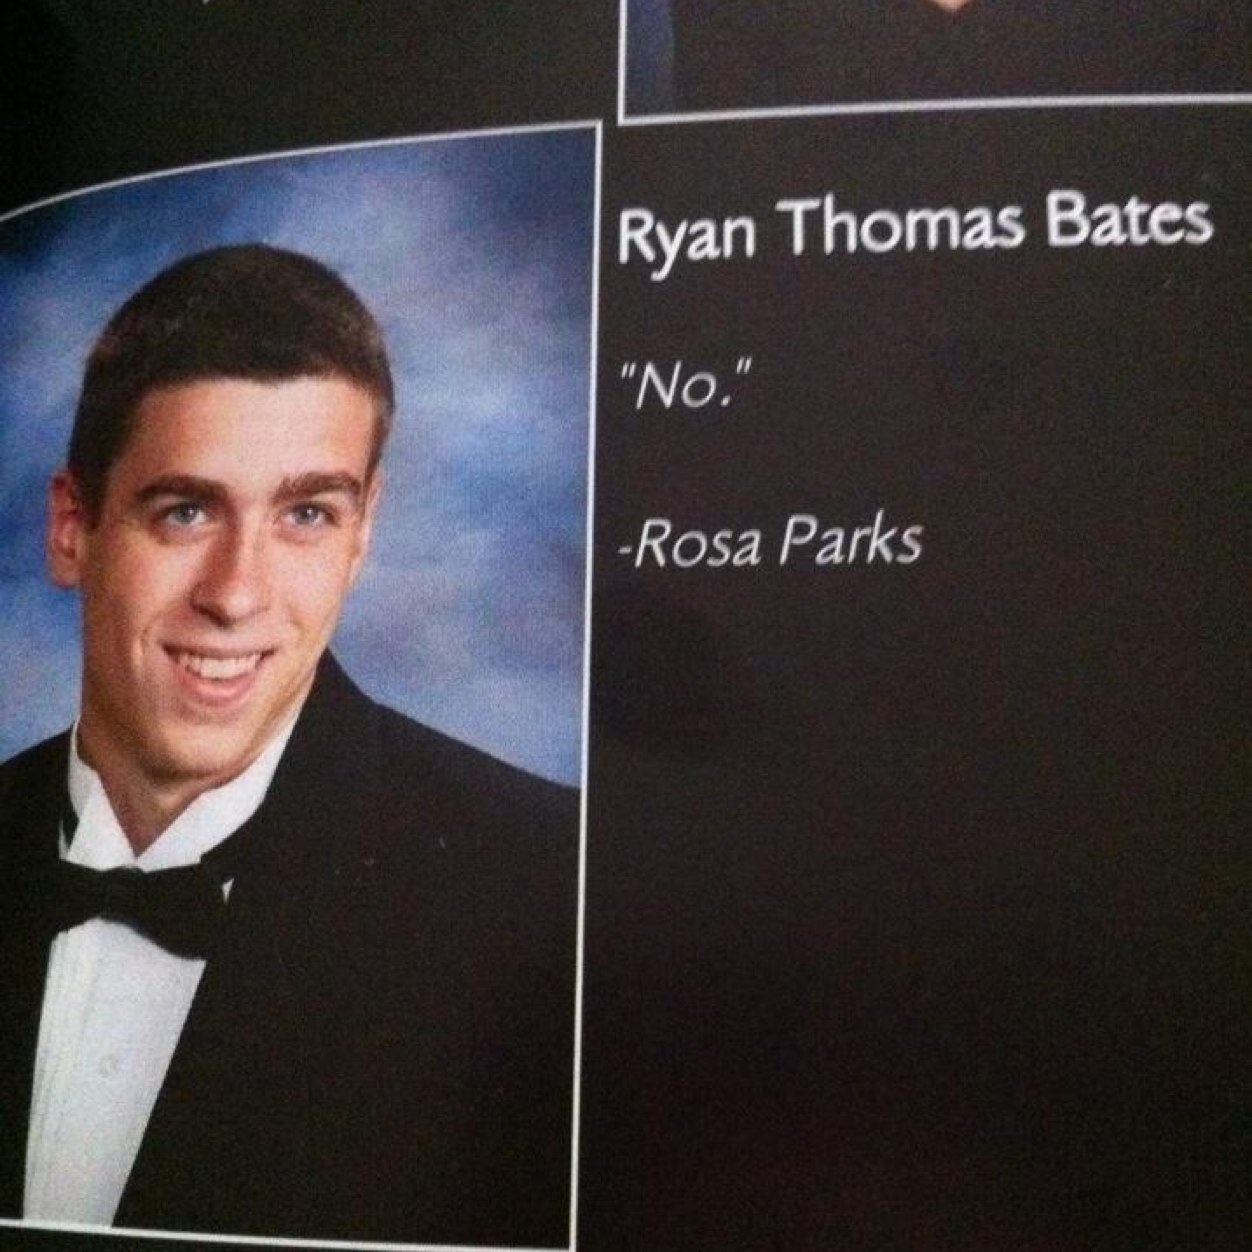 Ryan Thomas Bates
"No."
-Rosa Parks